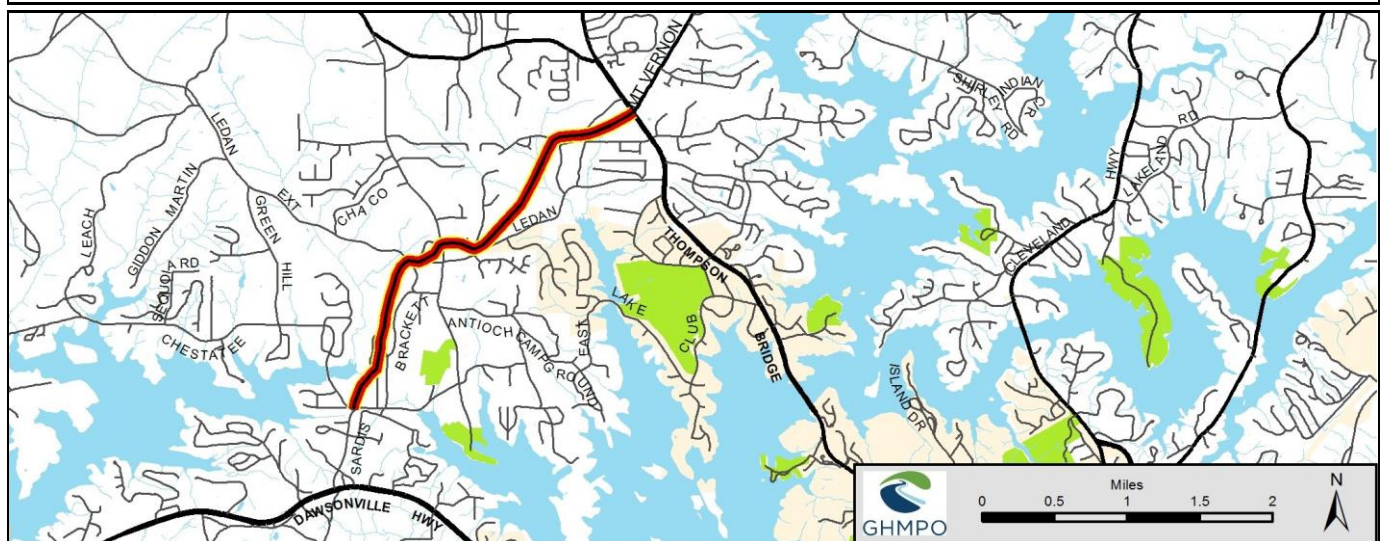 MT VERNON
SHIRLEY RD
INDIAN CR
LEDAN EXT
HWY
LAKELAND RD
LEACH
GIDDON MARTIN
CHACO
GREEN HILL
LEDAN
THOMPSON BRIDGE
CLEVELAND
SEQUOIA RD
CHESTATEE
BRACKETT
ANTIOCH CAMPGROUND
EAST
LAKE
CLUB
ISLAND DR
SARDIS
DAWSONVILLE HWY
GHMPO
Miles
0 0.5 1 1.5 2
N